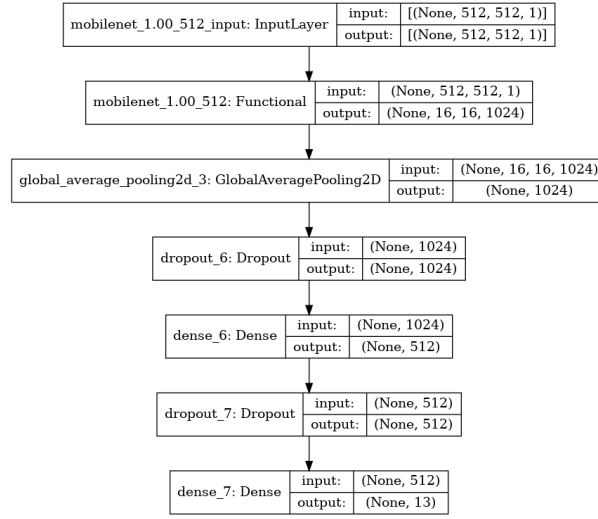 mobilenet_1.00_512_input: InputLayer
input: [(None, 512, 512, 1)]
output: [(None, 512, 512, 1)]
mobilenet_1.00_512: Functional
input: (None, 512, 512, 1)
output: (None, 16, 16, 1024)
global_average_pooling2d_3: GlobalAveragePooling2D
input: (None, 16, 16, 1024)
output: (None, 1024)
dropout_6: Dropout
input: (None, 1024)
output: (None, 1024)
dense_6: Dense
input: (None, 1024)
output: (None, 512)
dropout_7: Dropout
input: (None, 512)
output: (None, 512)
dense_7: Dense
input: (None, 512)
output: (None, 13)